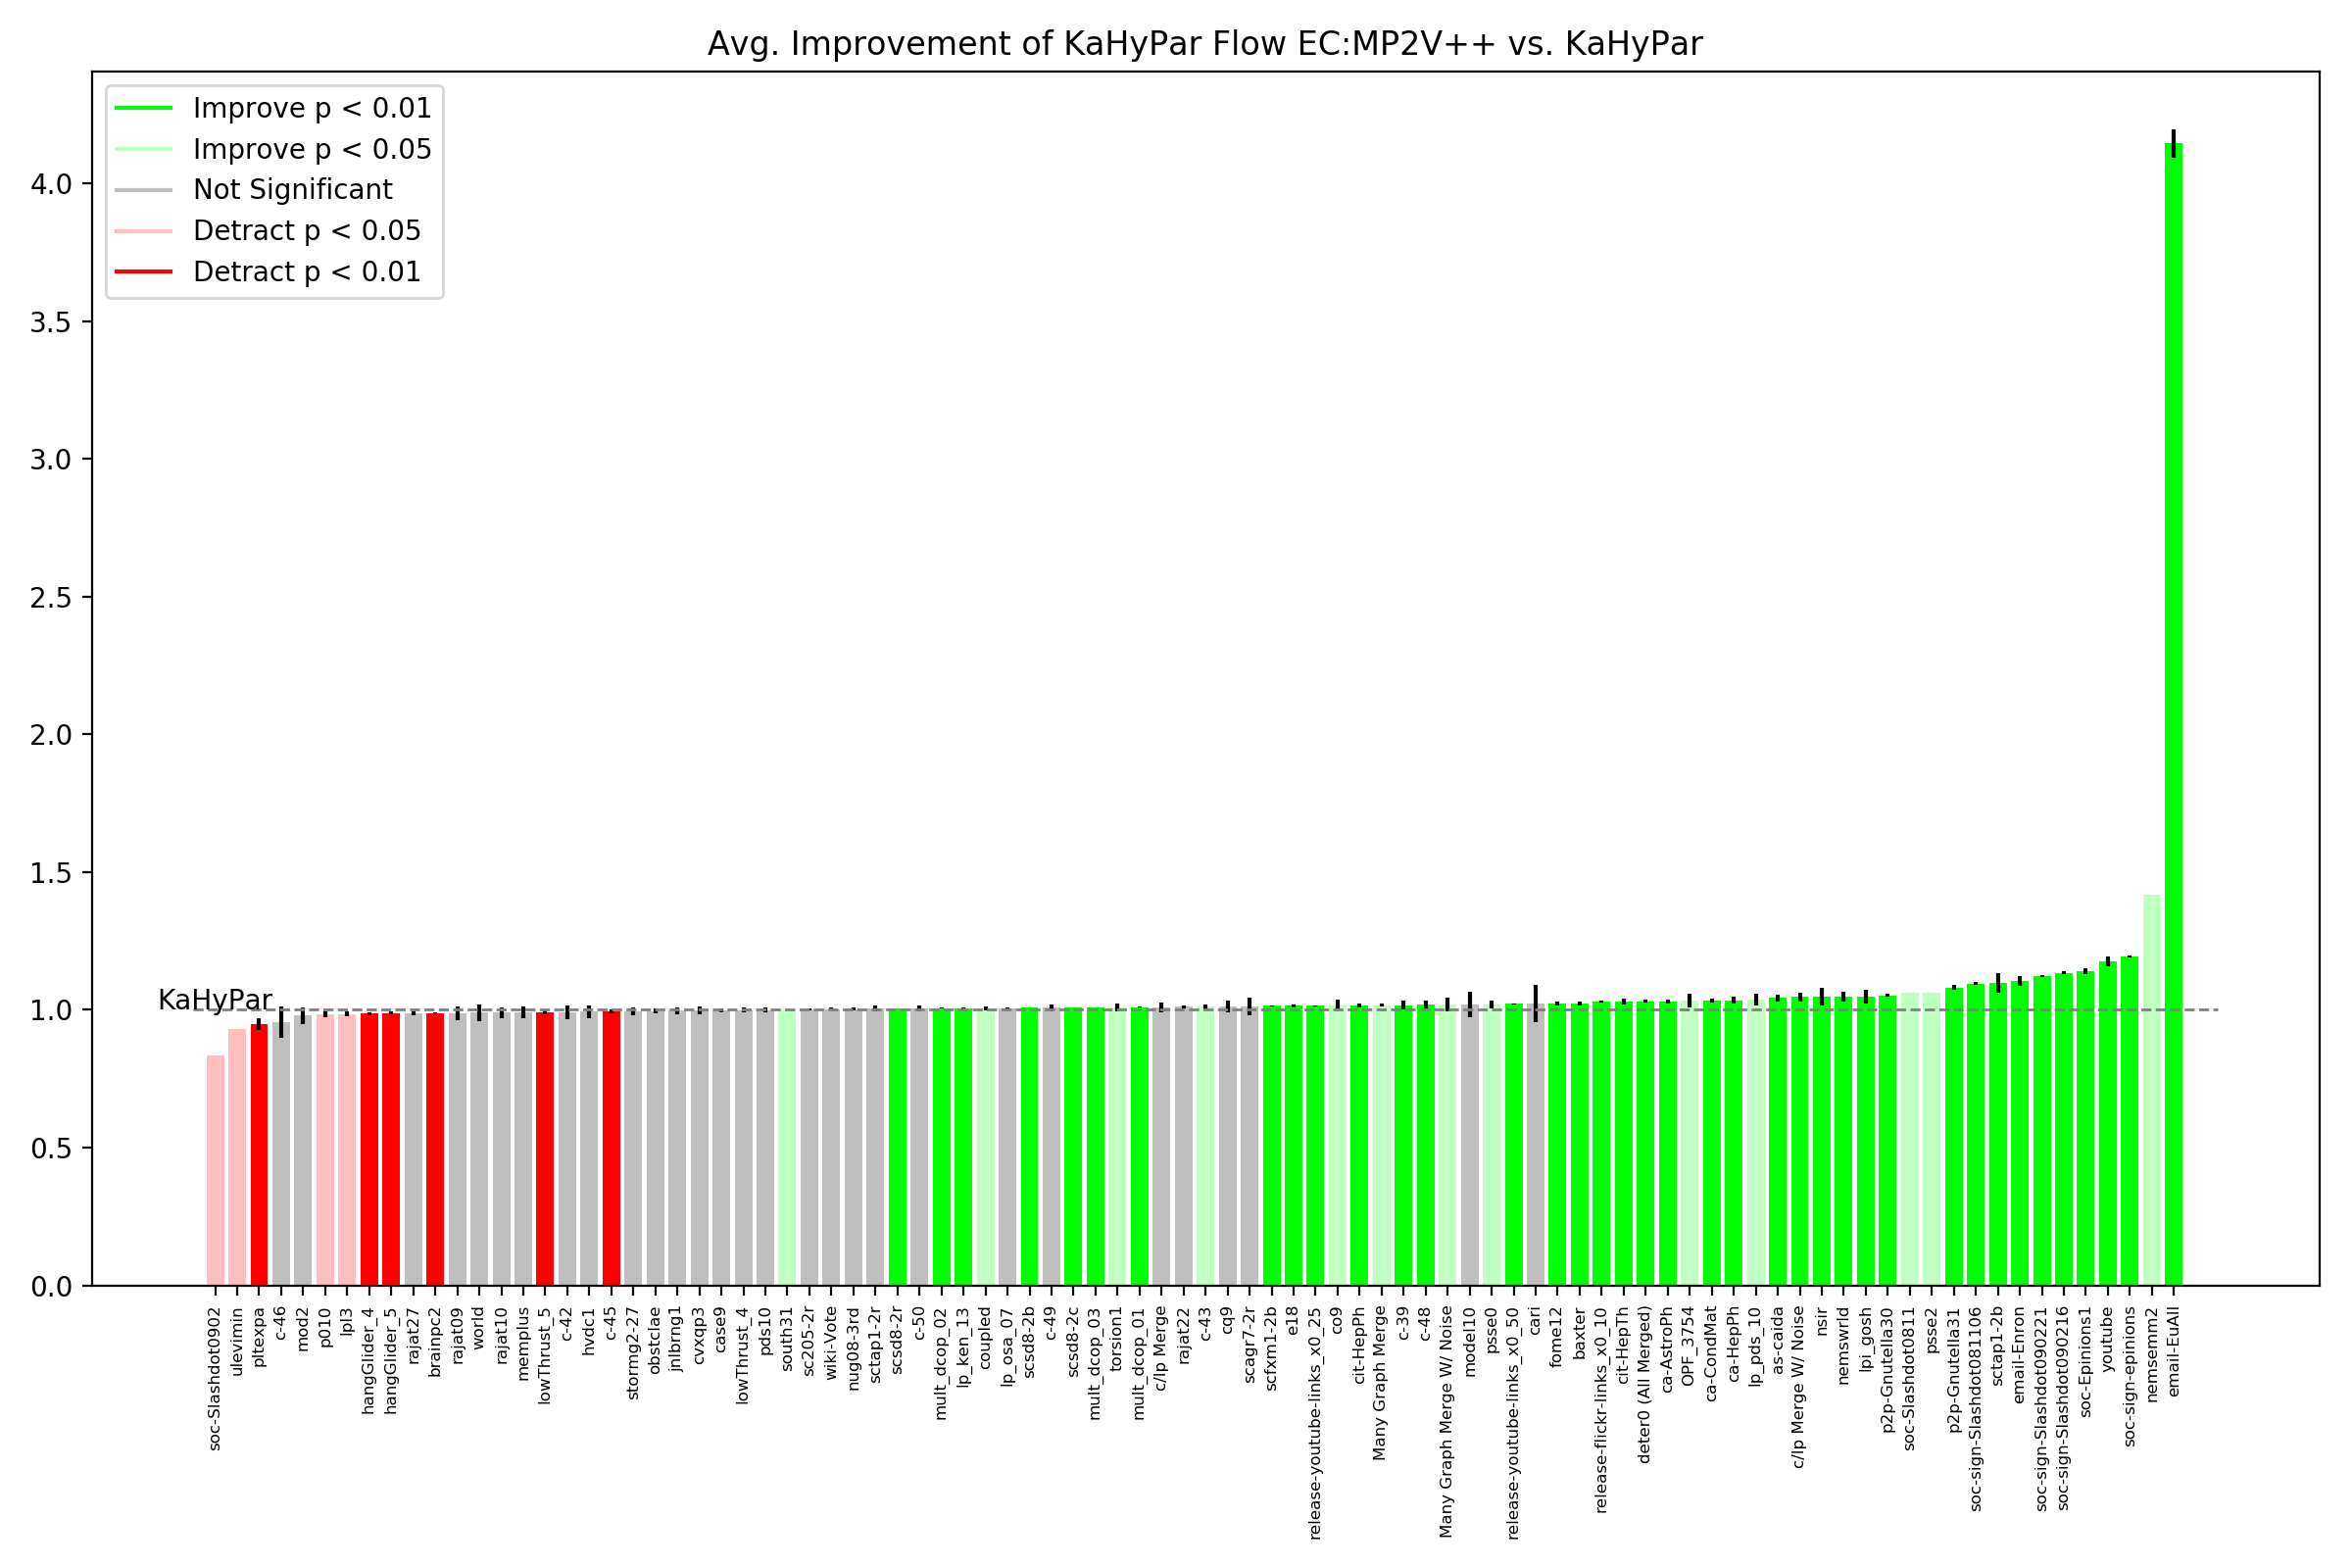 Avg. Improvement of KaHyPar Flow EC:MP2V++ vs. KaHyPar
Improve p < 0.01
Improve p < 0.05
Not Significant
Detract p < 0.05
Detract p < 0.01
4.0
3.5
3.0
2.5
2.0
1.5
1.0
0.5
0.0
KaHyPar
soc-Slashdot0902
ulevimin
pltexpa
c-46
mod2
p010
lpl3
hangGlider_4
hangGlider_5
rajat27
brainpc2
rajat09
world
rajat10
memplus
lowThrust_5
c-42
hvdc1
c-45
stormg2-27
obstclae
jnlbrng1
cvxqp3
case9
lowThrust_4
pds10
south31
sc205-2r
wiki-Vote
nug08-3rd
sctap1-2r
scsd8-2r
c-50
mult_dcop_02
lp_ken_13
coupled
lp_osa_07
scsd8-2b
c-49
scsd8-2c
mult_dcop_03
torsion1
mult_dcop_01
c/lp Merge
rajat22
c-43
cq9
scagr7-2r
scfxm1-2b
e18
release-youtube-links_x0_25
co9
cit-HepPh
Many Graph Merge
c-39
c-48
Many Graph Merge W/ Noise
model10
psse0
release-youtube-links_x0_50
cari
fome12
baxter
release-flickr-links_x0_10
cit-HepTh
deter0 (All Merged)
ca-AstroPh
OPF_3754
ca-CondMat
ca-HepPh
lp_pds_10
as-caida
c/lp Merge W/ Noise
nsir
nemswrld
lpi_gosh
p2p-Gnutella30
soc-Slashdot0811
psse2
p2p-Gnutella31
soc-sign-Slashdot081106
sctap1-2b
email-Enron
soc-sign-Slashdot090221
soc-sign-Slashdot090216
soc-Epinions1
youtube
soc-sign-epinions
nemsemm2
email-EuAll